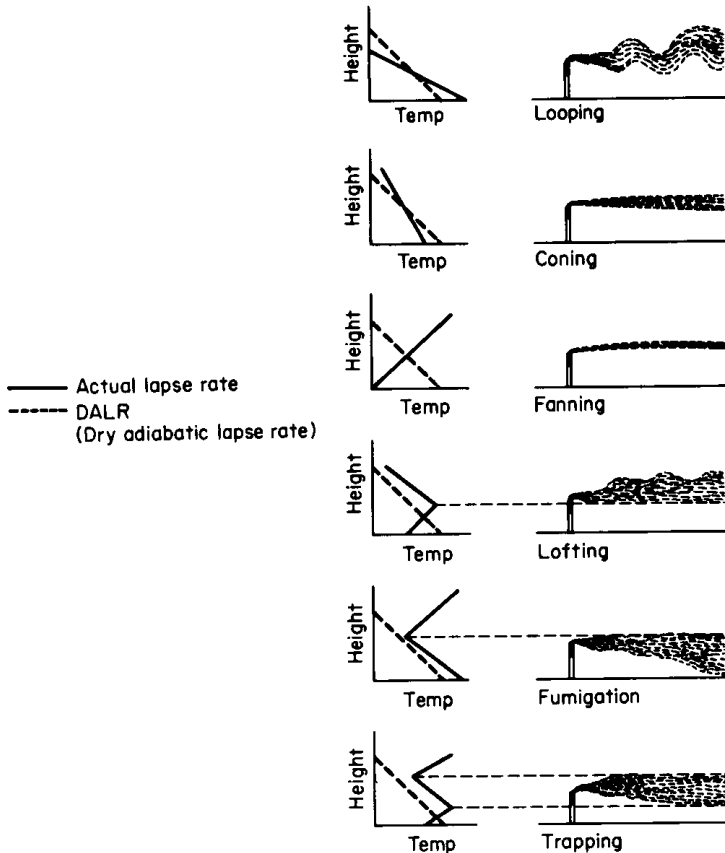 Height
Temp
Looping
Height
Temp
Coning
Height
Temp
Fanning
Actual lapse rate
DALR
(Dry adiabatic lapse rate)
Height
Temp
Lofting
Height
Temp
Fumigation
Height
Temp
Trapping